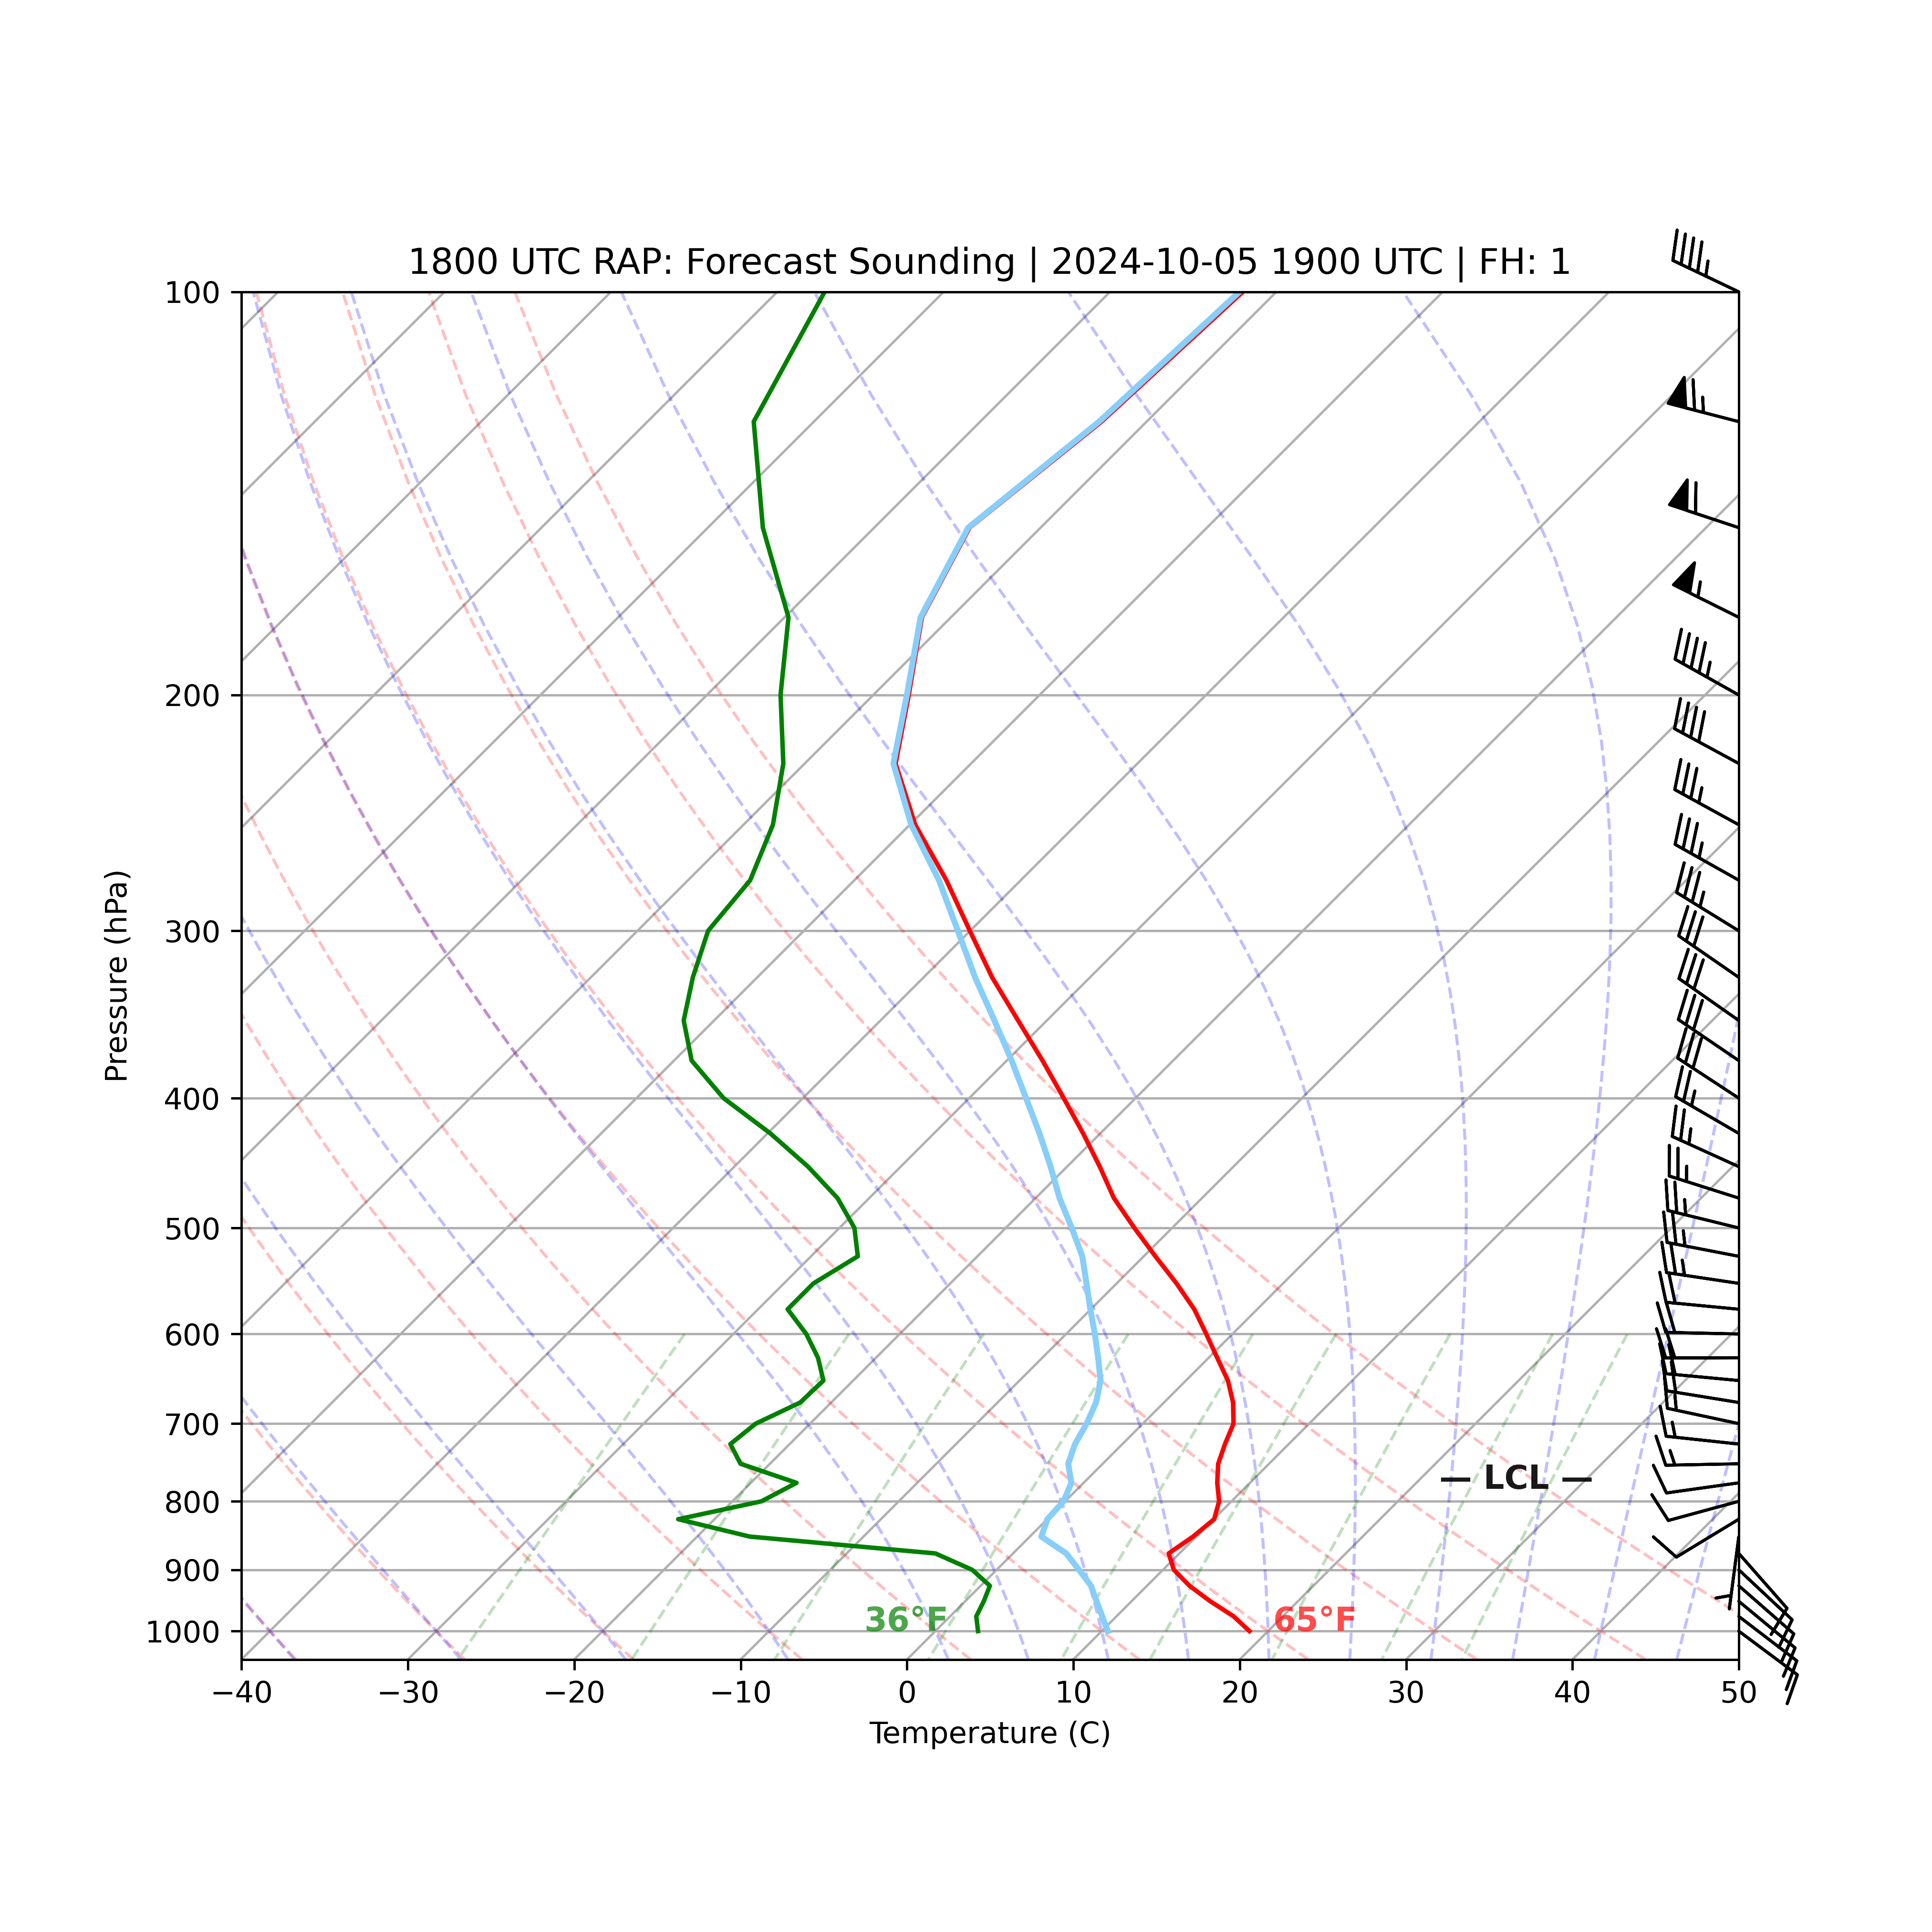 1800 UTC RAP: Forecast Sounding | 2024-10-05 1900 UTC | FH: 1
100
200
300
400
500
600
700
800
900
1000
Pressure (hPa)
— LCL —
36°F
65°F
−40 −30 −20 −10 0 10 20 30 40 50
Temperature (C)